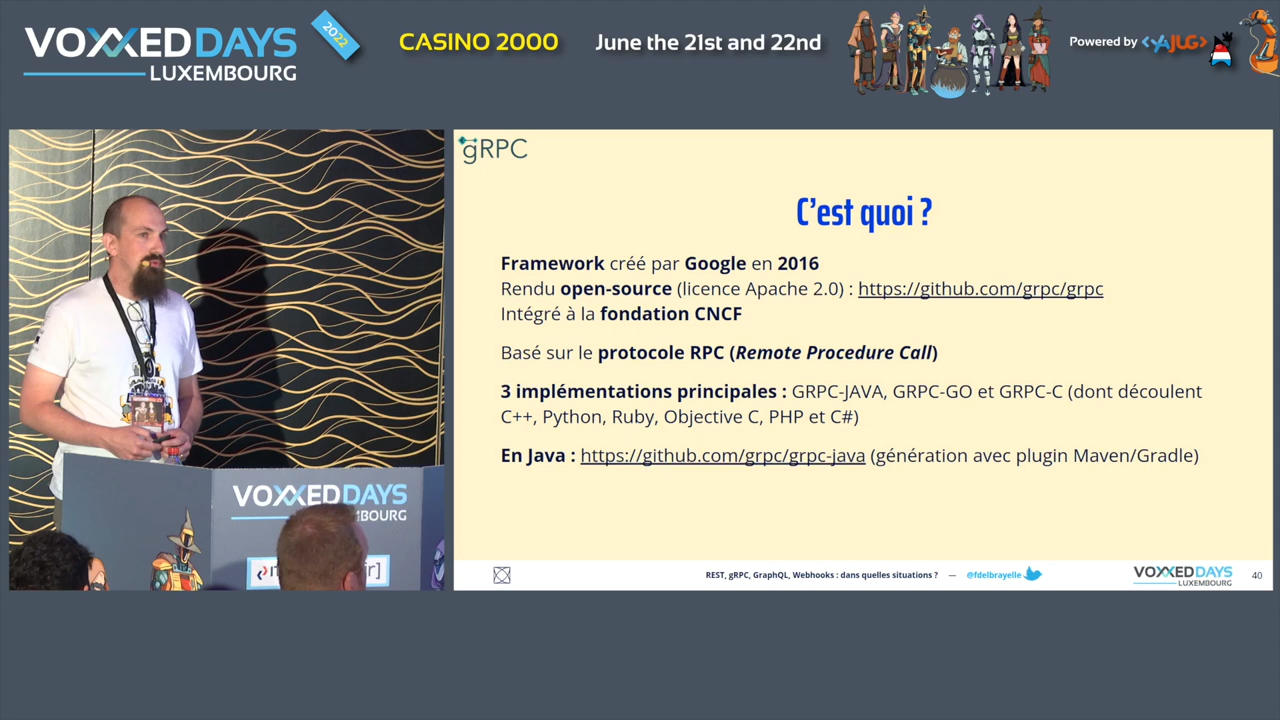 VOXXED DAYS
LUXEMBOURG
2022
CASINO 2000
June the 21st and 22nd
Powered by <YAJUG>
gRPC
C'est quoi ?
Framework créé par Google en 2016
Rendu open-source (licence Apache 2.0) : https://github.com/grpc/grpc
Intégré à la fondation CNCF
Basé sur le protocole RPC (Remote Procedure Call)
3 implémentations principales : GRPC-JAVA, GRPC-GO et GRPC-C (dont découlent
C++, Python, Ruby, Objective C, PHP et C#)
En Java : https://github.com/grpc/grpc-java (génération avec plugin Maven/Gradle)
VOXXED DAYS
MBOURG
REST, gRPC, GraphQL, Webhooks : dans quelles situations ? — @fdelbrayelle
VOXXED DAYS
LUXEMBOURG
40